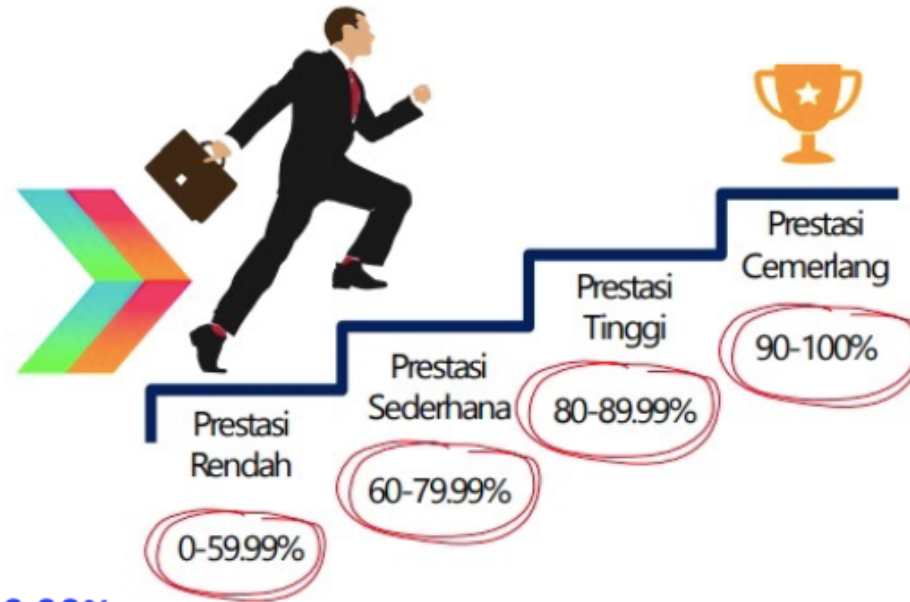 Prestasi
Cemerlang
90-100%
Prestasi
Tinggi
80-89.99%
Prestasi
Sederhana
60-79.99%
Prestasi
Rendah
0-59.99%